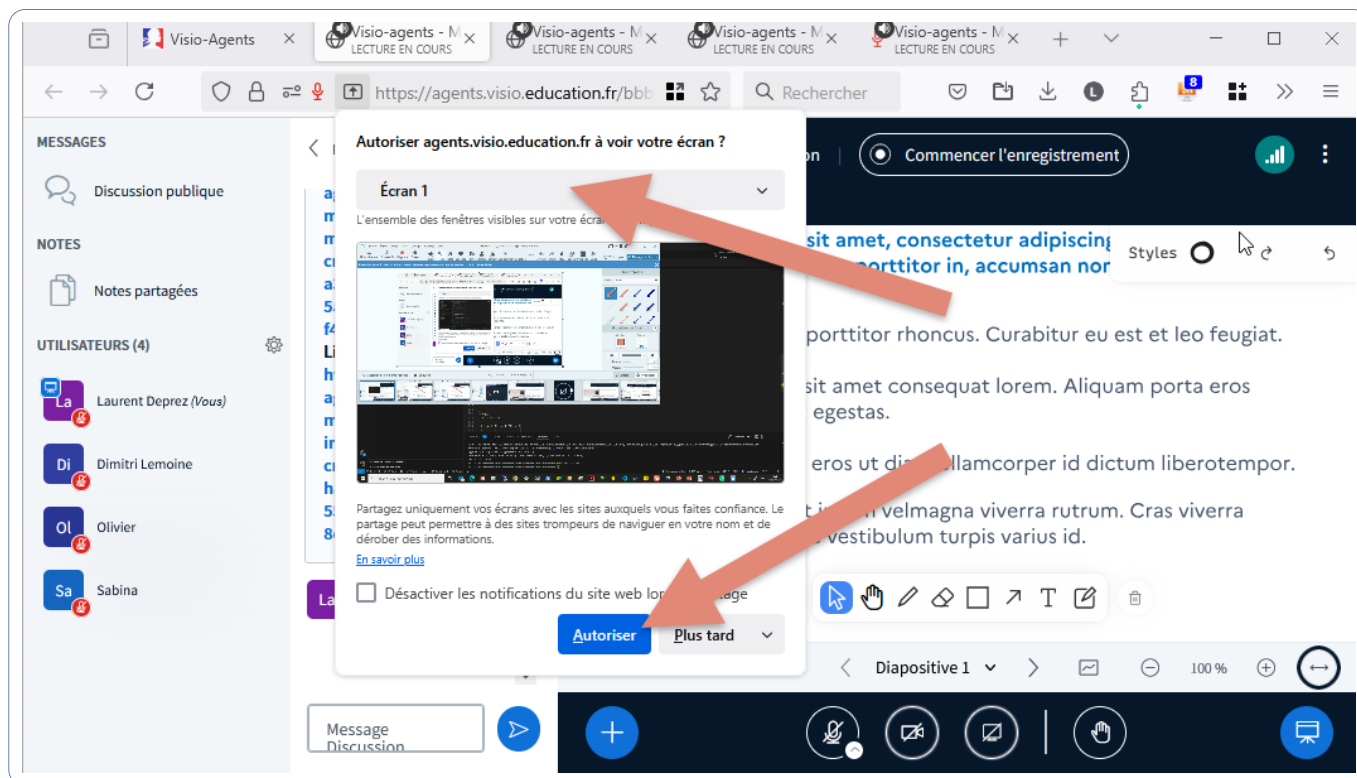 Visio-Agents
Visio-agents - M
LECTURE EN COURS
Visio-agents - M
LECTURE EN COURS
Visio-agents - M
LECTURE EN COURS
Visio-agents - M
LECTURE EN COURS
https://agents.visio.education.fr/bbb
Rechercher
L
8
MESSAGES
Discussion publique
NOTES
Notes partagées
UTILISATEURS (4)
La
Laurent Deprez (Vous)
Di
Dimitri Lemoine
Ol
Olivier
Sa
Sabina
Autoriser agents.visio.education.fr à voir votre écran ?
Écran 1
L'ensemble des fenêtres visibles sur votre écran
Partagez uniquement vos écrans avec les sites auxquels vous faites confiance. Le
partage peut permettre à des sites trompeurs de naviguer en votre nom et de
dérober des informations.
En savoir plus
Désactiver les notifications du site web
Autoriser
Plus tard
La
Message
Discussion
on
Commencer l'enregistrement
sit amet, consectetur adipiscing
porttitor in, accumsan non
Styles
porttitor rhoncus. Curabitur eu est et leo feugiat.
sit amet consequat lorem. Aliquam porta eros
egestas.
eros ut di llamcorper id dictum liberotempor.
velmagna viverra rutrum. Cras viverra
vestibulum turpis varius id.
T
Diapositive 1
100 %